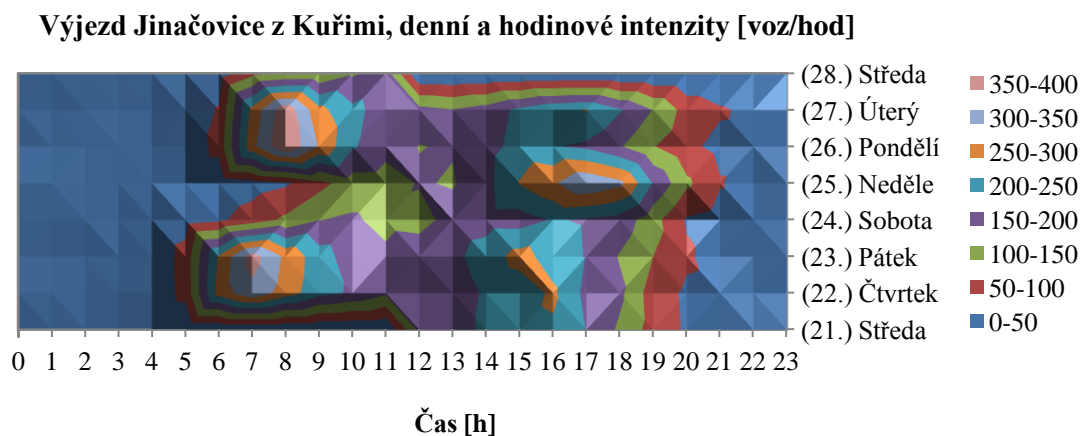 Výjezd Jinačovice z Kuřimi, denní a hodinové intenzity [voz/hod]
(28.) Středa
(27.) Úterý
(26.) Pondělí
(25.) Neděle
(24.) Sobota
(23.) Pátek
(22.) Čtvrtek
(21.) Středa
350-400
300-350
250-300
200-250
150-200
100-150
50-100
0-50
0 1 2 3 4 5 6 7 8 9 10 11 12 13 14 15 16 17 18 19 20 21 22 23
Čas [h]